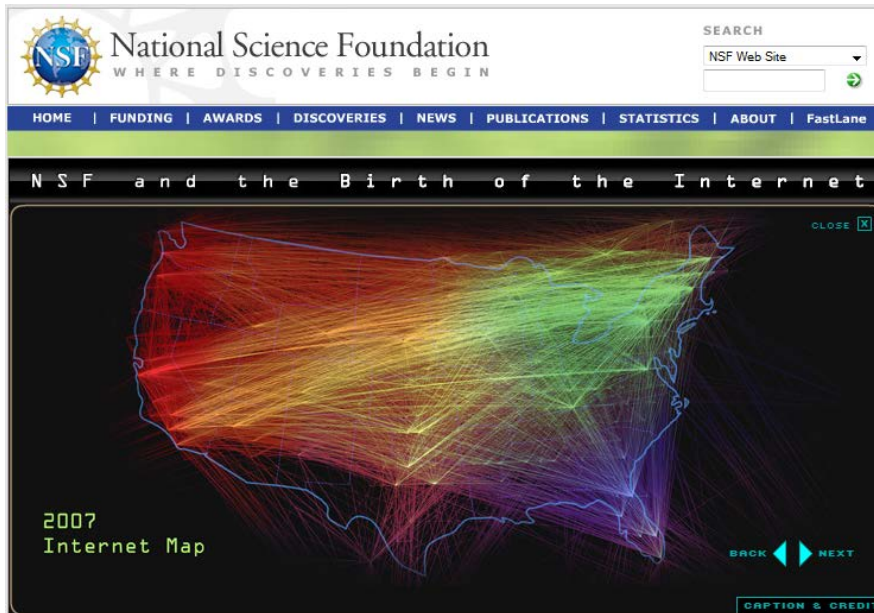 NSF
National Science Foundation
WHERE DISCOVERIES BEGIN
SEARCH
NSF Web Site
HOME | FUNDING | AWARDS | DISCOVERIES | NEWS | PUBLICATIONS | STATISTICS | ABOUT | FastLane
NSF and the Birth of the Internet
CLOSE X
2007
Internet Map
BACK NEXT
CAPTION & CREDIT